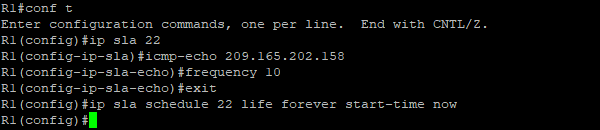 R1#conf t
Enter configuration commands, one per line.  End with CNTL/Z.
R1(config)#ip sla 22
R1(config-ip-sla)#icmp-echo 209.165.202.158
R1(config-ip-sla-echo)#frequency 10
R1(config-ip-sla-echo)#exit
R1(config)#ip sla schedule 22 life forever start-time now
R1(config)#